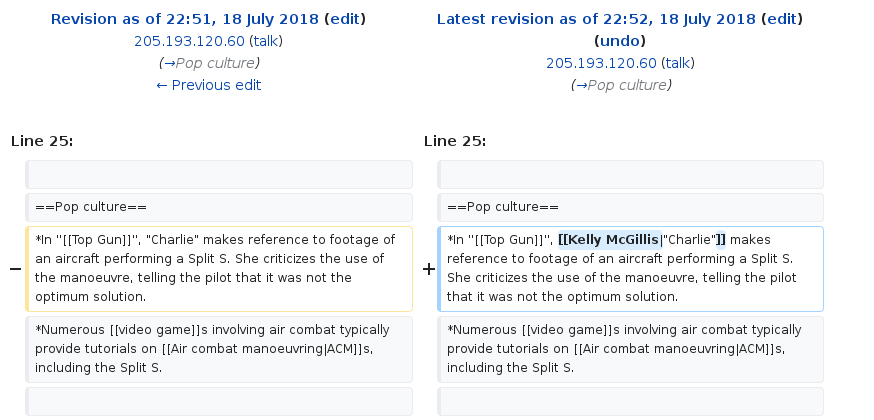 Revision as of 22:51, 18 July 2018 (edit)
205.193.120.60 (talk)
(→Pop culture)
← Previous edit
Latest revision as of 22:52, 18 July 2018 (edit)
(undo)
205.193.120.60 (talk)
(→Pop culture)
Line 25:
Line 25:
==Pop culture==
==Pop culture==
−
*In ''[[Top Gun]]'', "Charlie" makes reference to footage of
an aircraft performing a Split S. She criticizes the use of
the manoeuvre, telling the pilot that it was not the
optimum solution.
+
*In ''[[Top Gun]]'', [[Kelly McGillis|"Charlie"]] makes
reference to footage of an aircraft performing a Split S.
She criticizes the use of the manoeuvre, telling the pilot
that it was not the optimum solution.
*Numerous [[video game]]s involving air combat typically
provide tutorials on [[Air combat manoeuvring|ACM]]s,
including the Split S.
*Numerous [[video game]]s involving air combat typically
provide tutorials on [[Air combat manoeuvring|ACM]]s,
including the Split S.